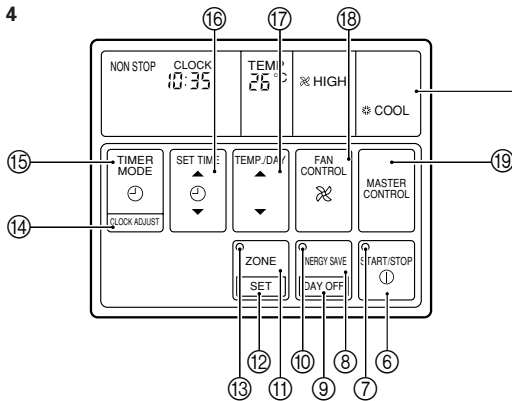 4
⑯ ⑰ ⑱
NON STOP CLOCK TEMP
10:35 26 °C HIGH
COOL
⑮ ⑲
TIMER MODE
SET TIME
TEMP./DAY
FAN CONTROL
MASTER CONTROL
⑭ CLOCK ADJUST
ZONE
SET
ENERGY SAVE
DAY OFF
START/STOP
⑬ ⑫ ⑪ ⑩ ⑨ ⑧ ⑦ ⑥